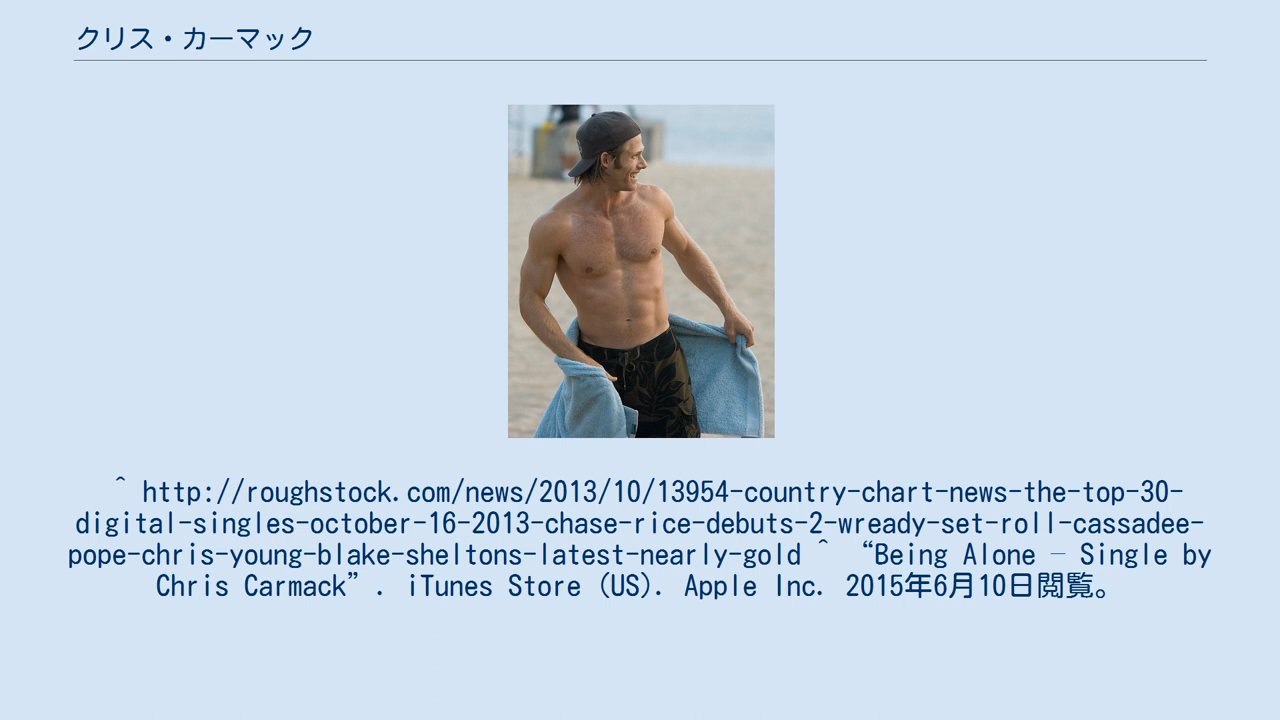 クリス・カーマック
^ http://roughstock.com/news/2013/10/13954-country-chart-news-the-top-30-
digital-singles-october-16-2013-chase-rice-debuts-2-wready-set-roll-cassadee-
pope-chris-young-blake-sheltons-latest-nearly-gold ^ “Being Alone – Single by
Chris Carmack”. iTunes Store (US). Apple Inc. 2015年6月10日閲覧。